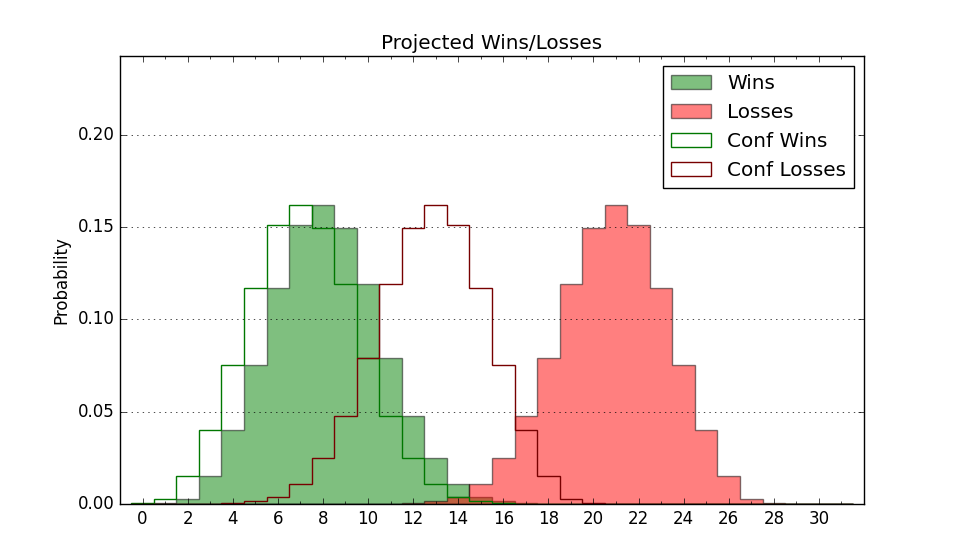 Projected Wins/Losses
Wins
Losses
Conf Wins
Conf Losses
Probability
0.20
0.15
0.10
0.05
0.00
0 2 4 6 8 10 12 14 16 18 20 22 24 26 28 30